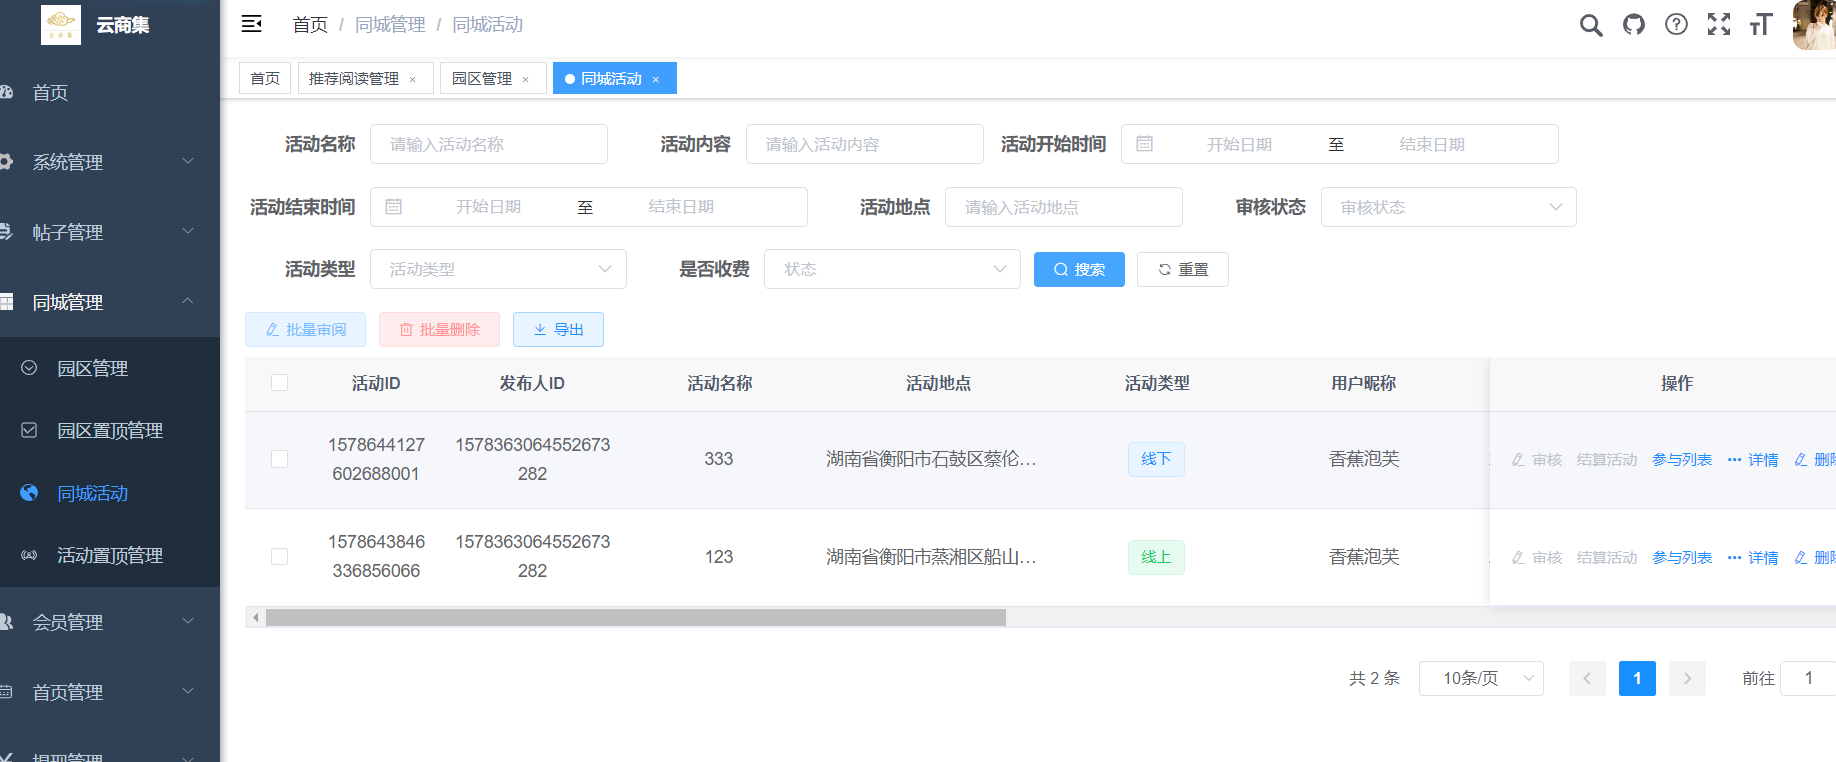 云商集
首页 / 同城管理 / 同城活动
首页
推荐阅读管理 ×
园区管理 ×
同城活动 ×
首页
系统管理
帖子管理
同城管理
园区管理
园区置顶管理
同城活动
活动置顶管理
会员管理
首页管理
提现管理
活动名称 请输入活动名称 活动内容 请输入活动内容 活动开始时间 开始日期 至 结束日期
活动结束时间 开始日期 至 结束日期 活动地点 请输入活动地点 审核状态 审核状态
活动类型 活动类型 是否收费 状态 搜索 重置
批量审阅 批量删除 导出
活动ID 发布人ID 活动名称 活动地点 活动类型 用户昵称 操作
1578644127602688001 1578363064552673282 333 湖南省衡阳市石鼓区蔡伦... 线下 香蕉泡芙 审核 结算活动 参与列表 ··· 详情 删除
1578643846336856066 1578363064552673282 123 湖南省衡阳市蒸湘区船山... 线上 香蕉泡芙 审核 结算活动 参与列表 ··· 详情 删除
共 2 条 10条/页 1 前往 1